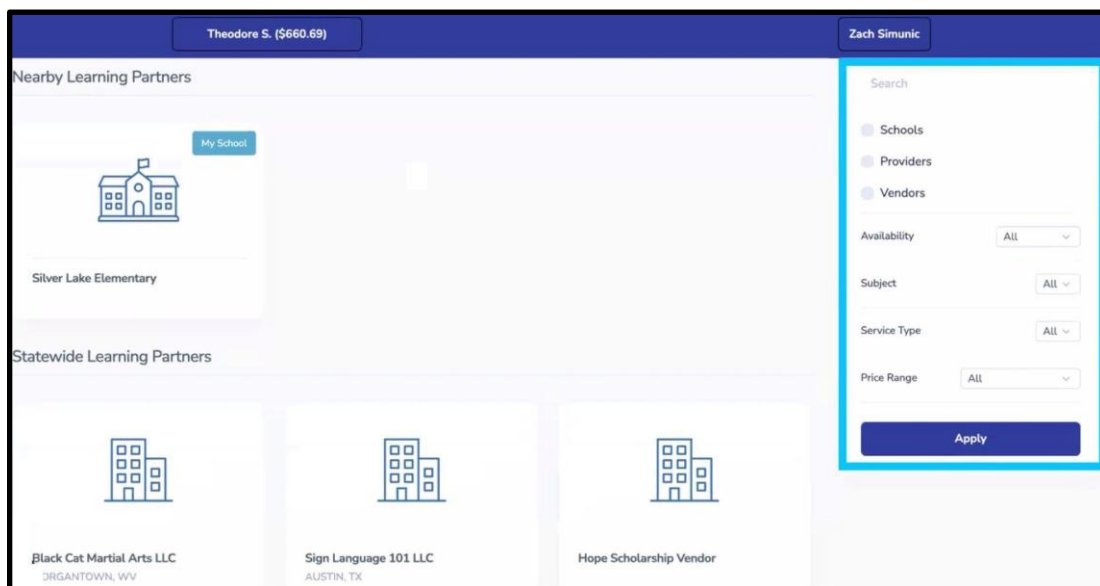 Theodore S. ($660.69)
Zach Simunic
Nearby Learning Partners
My School
Silver Lake Elementary
Statewide Learning Partners
Black Cat Martial Arts LLC
ORGANTOWN, WV
Sign Language 101 LLC
AUSTIN, TX
Hope Scholarship Vendor
Search
Schools
Providers
Vendors
Availability All
Subject All
Service Type All
Price Range All
Apply